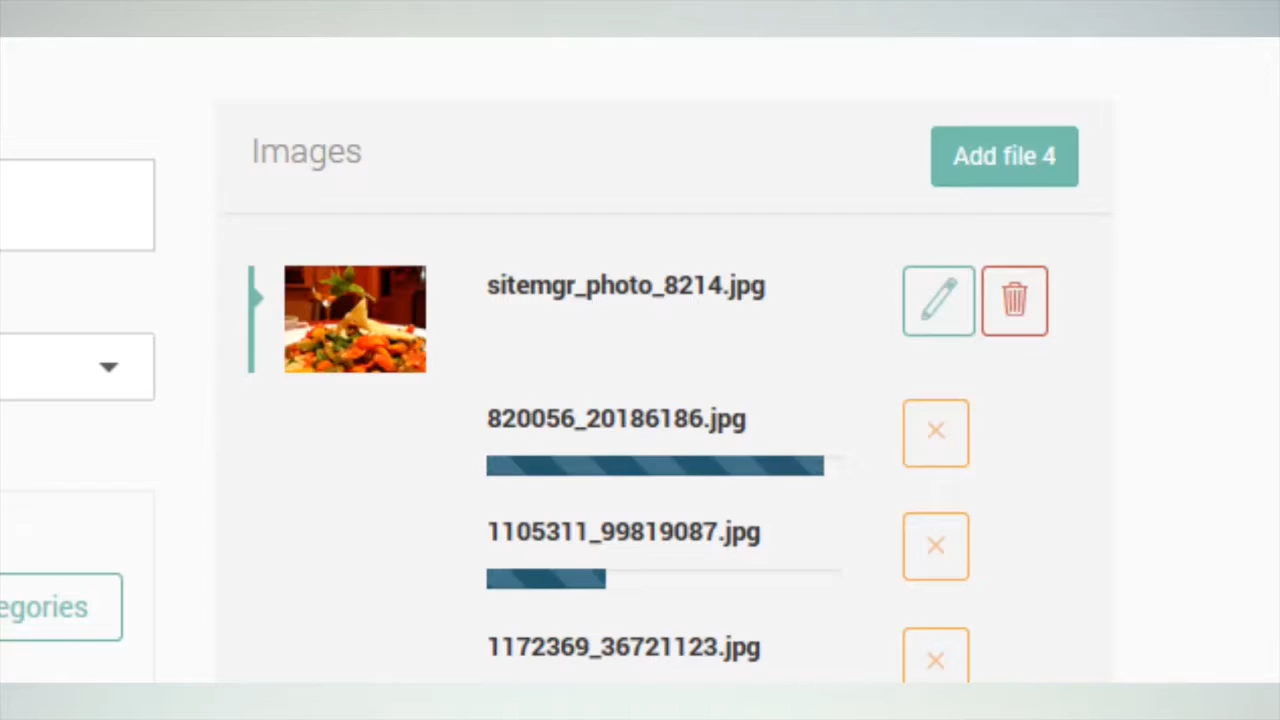 Images
Add file 4
sitemgr_photo_8214.jpg
820056_20186186.jpg
1105311_99819087.jpg
egories
1172369_36721123.jpg